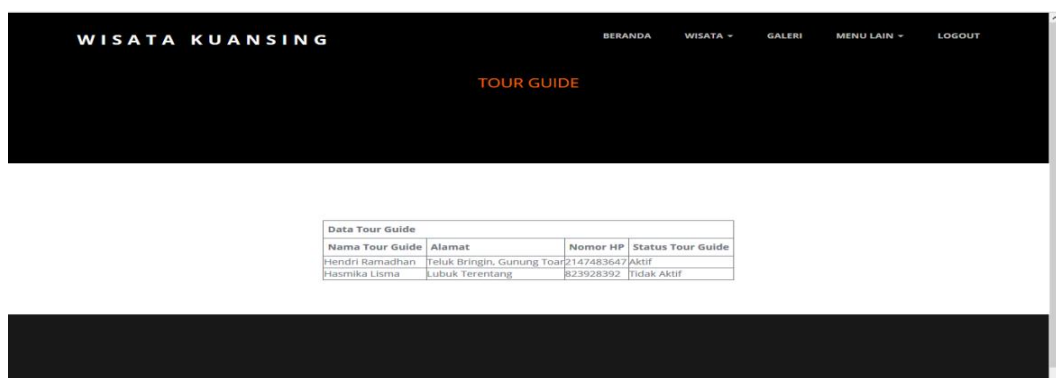 WISATA KUANSING
BERANDA WISATA GALERI MENU LAIN LOGOUT
TOUR GUIDE
Data Tour Guide
Nama Tour Guide Alamat Nomor HP Status Tour Guide
Hendri Ramadhan Teluk Bringin, Gunung Toar 2147483647 Aktif
Hasmika Lisma Lubuk Terentang 823928392 Tidak Aktif